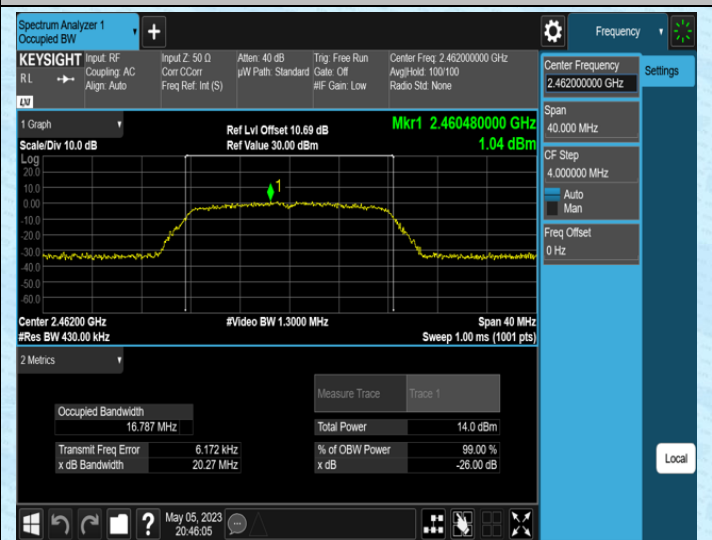 Spectrum Analyzer 1
Occupied BW
+
Frequency
KEYSIGHT
RL
LXI
Input: RF
Coupling: AC
Align: Auto
Input Z: 50 Ω
Corr CCorr
Freq Ref: Int (S)
Atten: 40 dB
µW Path: Standard
Trig: Free Run
Gate: Off
#IF Gain: Low
Center Freq: 2.462000000 GHz
Avg|Hold: 100/100
Radio Std: None
Center Frequency
2.462000000 GHz
Settings
Span
40.000 MHz
CF Step
4.000000 MHz
Auto
Man
Freq Offset
0 Hz
Local
1 Graph
Scale/Div 10.0 dB
Ref Lvl Offset 10.69 dB
Ref Value 30.00 dBm
Mkr1 2.460480000 GHz
1.04 dBm
Log
20.0
10.0
0.00
-10.0
-20.0
-30.0
-40.0
-50.0
-60.0
1
Center 2.46200 GHz
#Res BW 430.00 kHz
#Video BW 1.3000 MHz
Span 40 MHz
Sweep 1.00 ms (1001 pts)
2 Metrics
Measure Trace
Trace 1
Occupied Bandwidth
16.787 MHz
Total Power
14.0 dBm
Transmit Freq Error
6.172 kHz
% of OBW Power
99.00 %
x dB Bandwidth
20.27 MHz
x dB
-26.00 dB
?
May 05, 2023
20:46:05